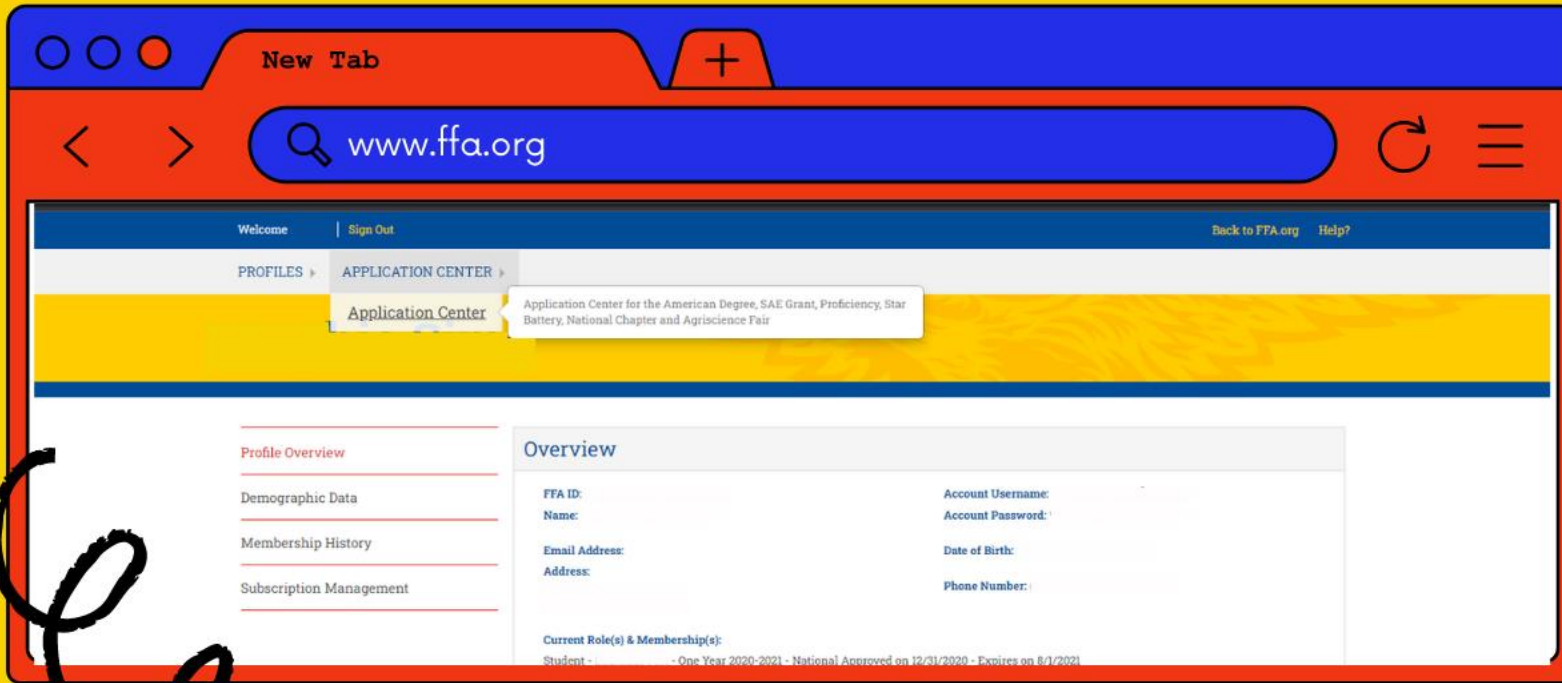 New Tab
www.ffa.org
Welcome | Sign Out Back to FFA.org Help?
PROFILES APPLICATION CENTER
Application Center
Application Center for the American Degree, SAE Grant, Proficiency, Star
Battery, National Chapter and Agriscience Fair
Profile Overview
Demographic Data
Membership History
Subscription Management
Overview
FFA ID: Account Username:
Name: Account Password:
Email Address: Date of Birth:
Address:
Phone Number:
Current Role(s) & Membership(s):
Student - - One Year 2020-2021 - National Approved on 12/31/2020 - Expires on 8/1/2021